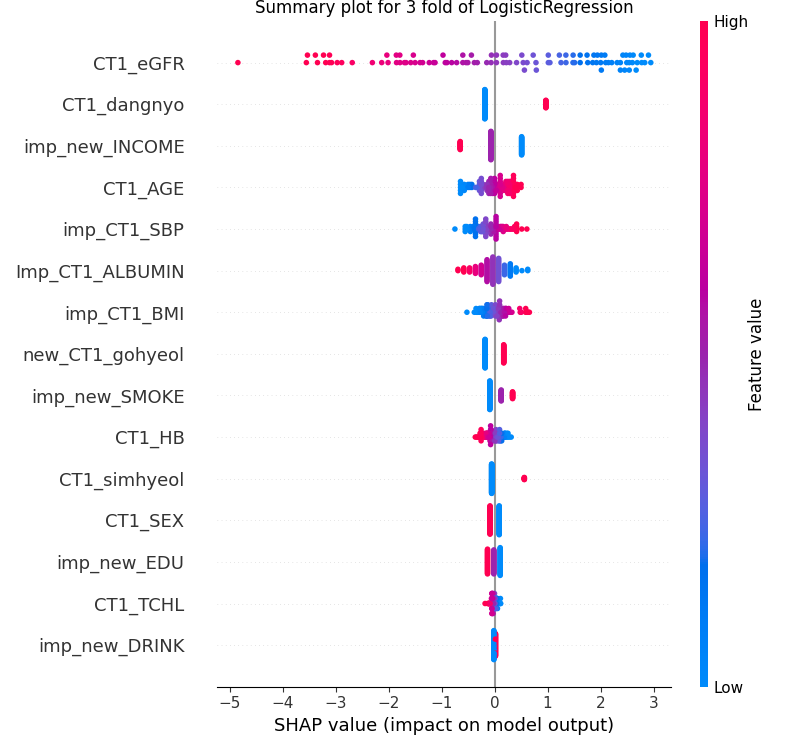 Summary plot for 3 fold of LogisticRegression
High
CT1_eGFR
CT1_dangnyo
imp_new_INCOME
CT1_AGE
imp_CT1_SBP
Imp_CT1_ALBUMIN
imp_CT1_BMI
new_CT1_gohyeol
imp_new_SMOKE
CT1_HB
CT1_simhyeol
CT1_SEX
imp_new_EDU
CT1_TCHL
imp_new_DRINK
Feature value
Low
−5 −4 −3 −2 −1 0 1 2 3
SHAP value (impact on model output)